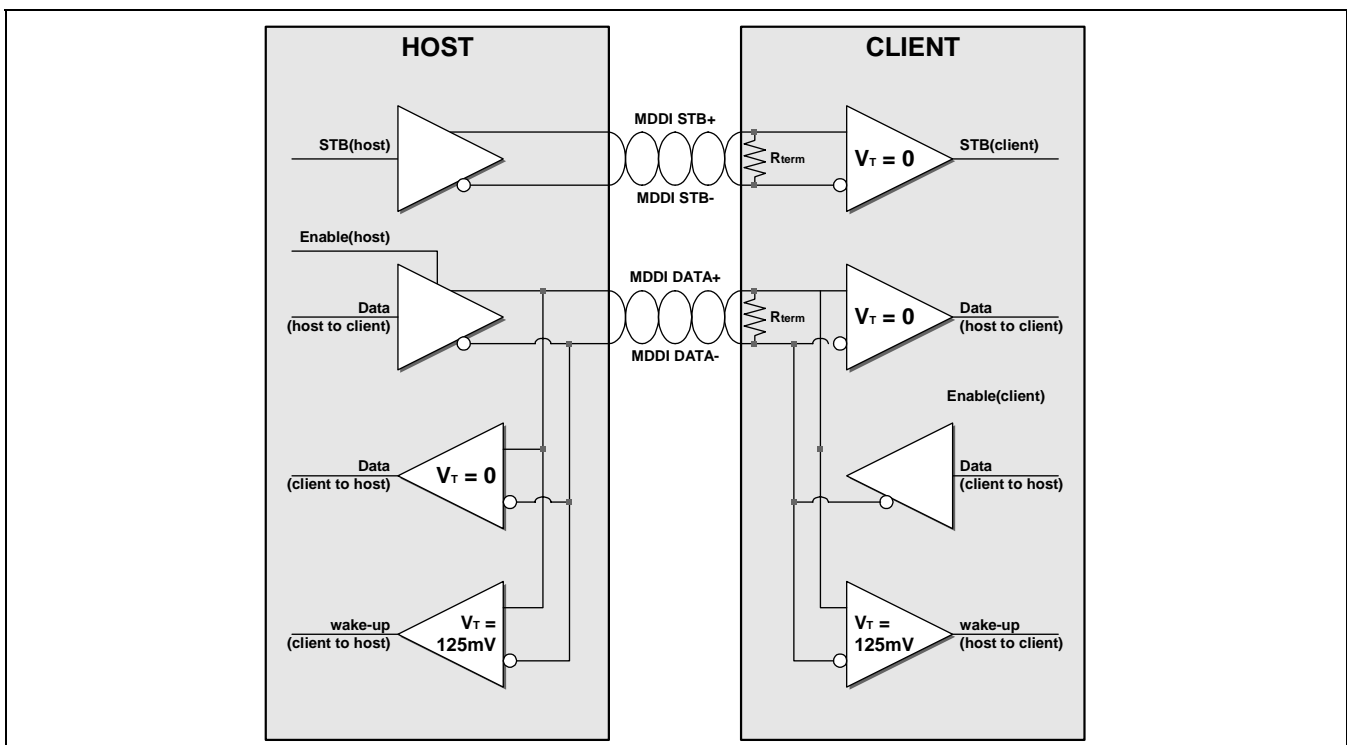 HOST
CLIENT
STB(host)
MDDI STB+
Rterm
MDDI STB-
VT = 0
STB(client)
Enable(host)
Data
(host to client)
MDDI DATA+
Rterm
MDDI DATA-
VT = 0
Data
(host to client)
Enable(client)
Data
(client to host)
VT = 0
Data
(client to host)
wake-up
(client to host)
VT =
125mV
VT =
125mV
wake-up
(host to client)